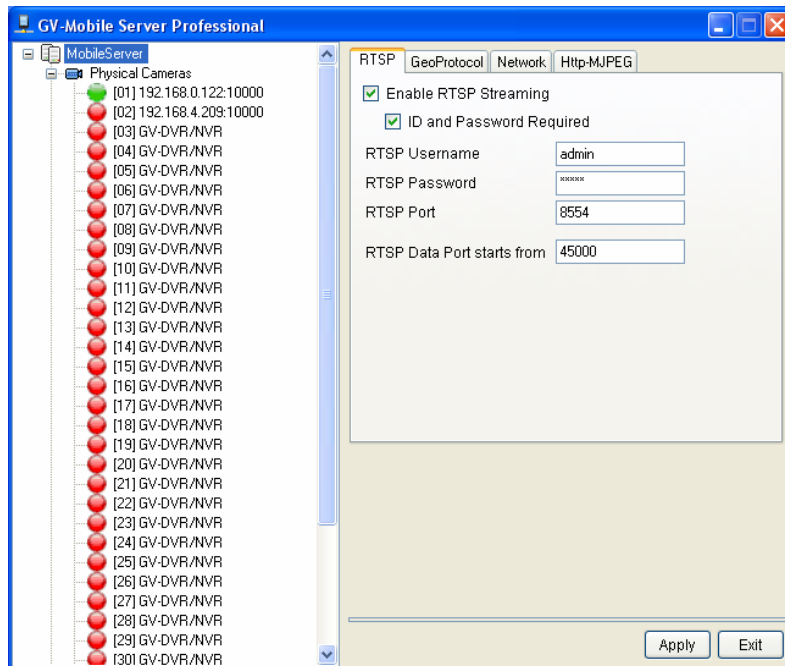 GV-Mobile Server Professional
MobileServer
Physical Cameras
[01] 192.168.0.122:10000
[02] 192.168.4.209:10000
[03] GV-DVR/NVR
[04] GV-DVR/NVR
[05] GV-DVR/NVR
[06] GV-DVR/NVR
[07] GV-DVR/NVR
[08] GV-DVR/NVR
[09] GV-DVR/NVR
[10] GV-DVR/NVR
[11] GV-DVR/NVR
[12] GV-DVR/NVR
[13] GV-DVR/NVR
[14] GV-DVR/NVR
[15] GV-DVR/NVR
[16] GV-DVR/NVR
[17] GV-DVR/NVR
[18] GV-DVR/NVR
[19] GV-DVR/NVR
[20] GV-DVR/NVR
[21] GV-DVR/NVR
[22] GV-DVR/NVR
[23] GV-DVR/NVR
[24] GV-DVR/NVR
[25] GV-DVR/NVR
[26] GV-DVR/NVR
[27] GV-DVR/NVR
[28] GV-DVR/NVR
[29] GV-DVR/NVR
[30] GV-DVR/NVR
RTSP GeoProtocol Network Http-MJPEG
Enable RTSP Streaming
ID and Password Required
RTSP Username admin
RTSP Password *****
RTSP Port 8554
RTSP Data Port starts from 45000
Apply Exit